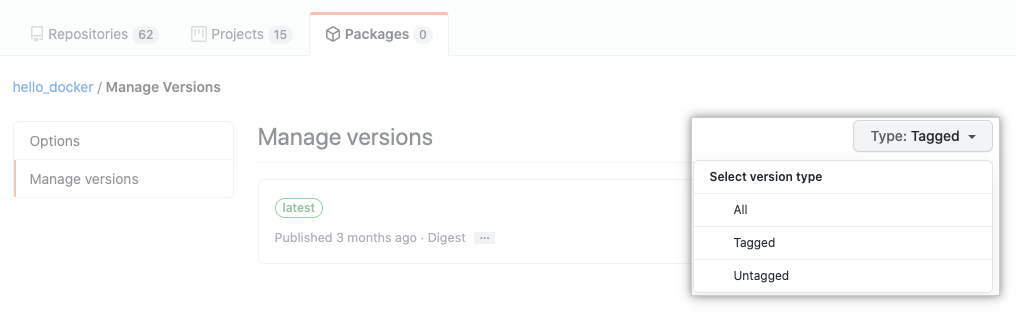 Repositories 62 Projects 15 Packages 0
hello_docker / Manage Versions
Options
Manage versions
Manage versions
Type: Tagged
Select version type
All
Tagged
Untagged
latest
Published 3 months ago · Digest ···